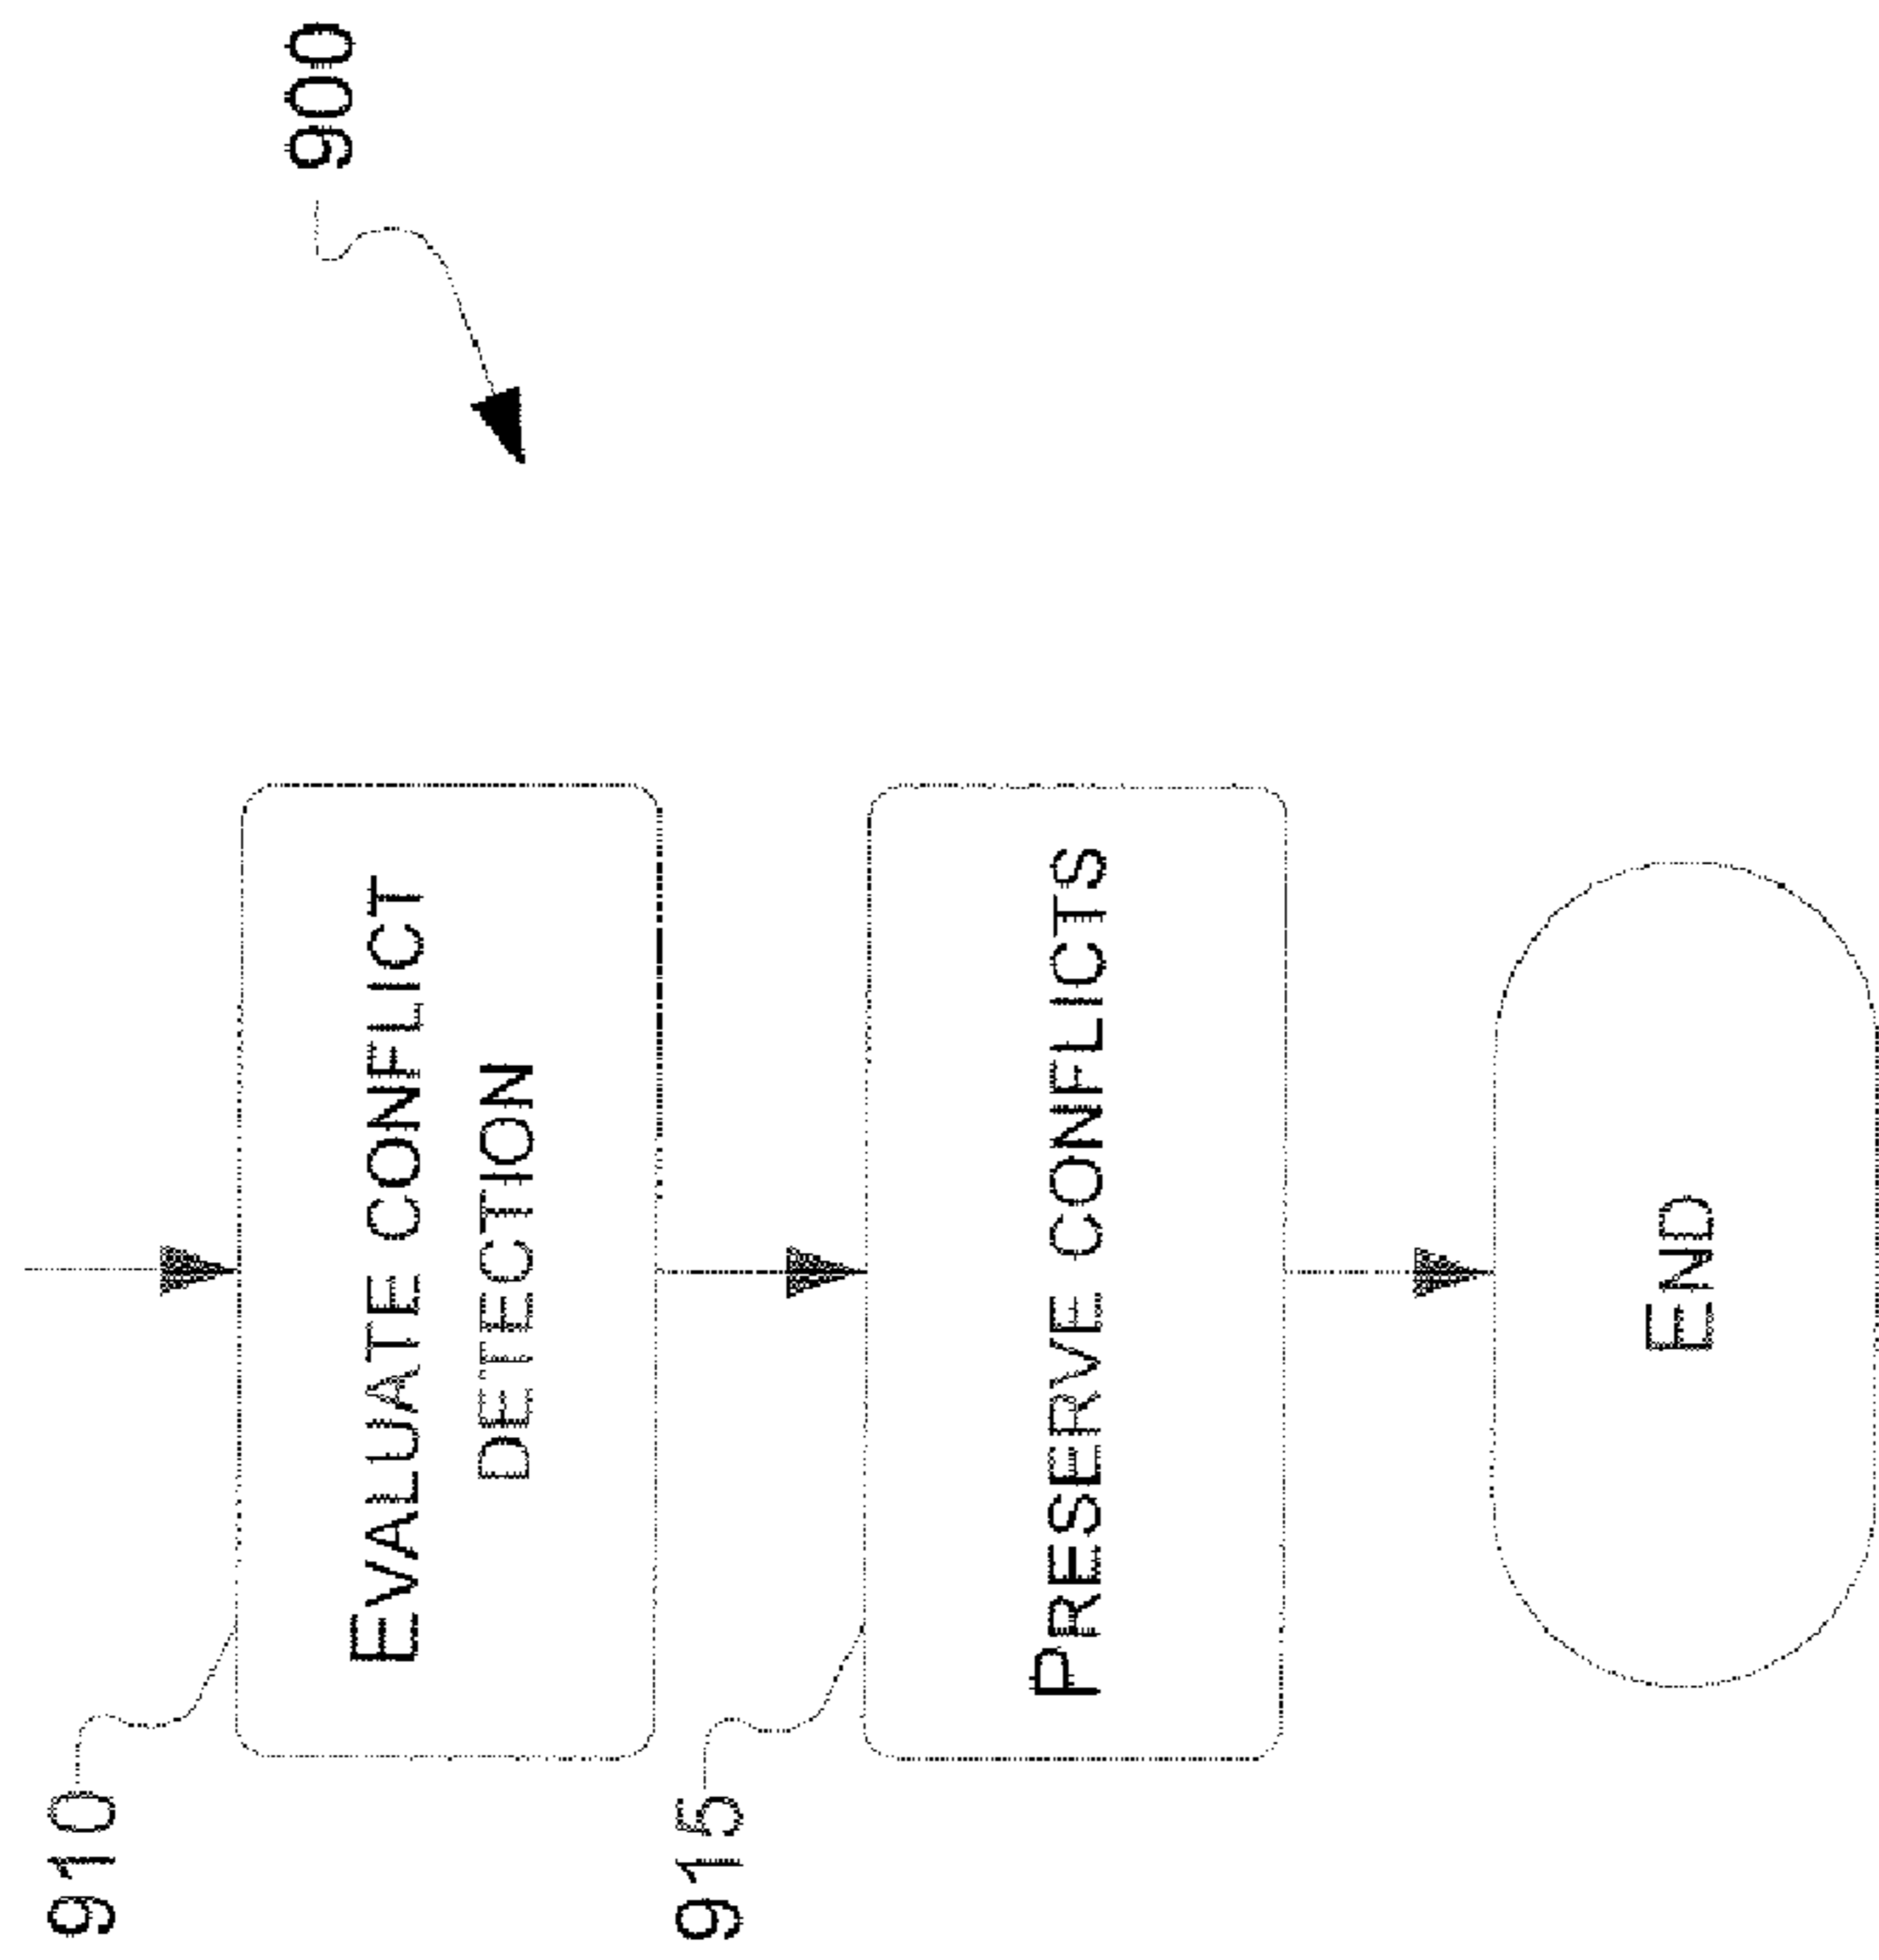 900
910
EVALUATE CONFLICT
DETECTION
915
PRESERVE CONFLICTS
END